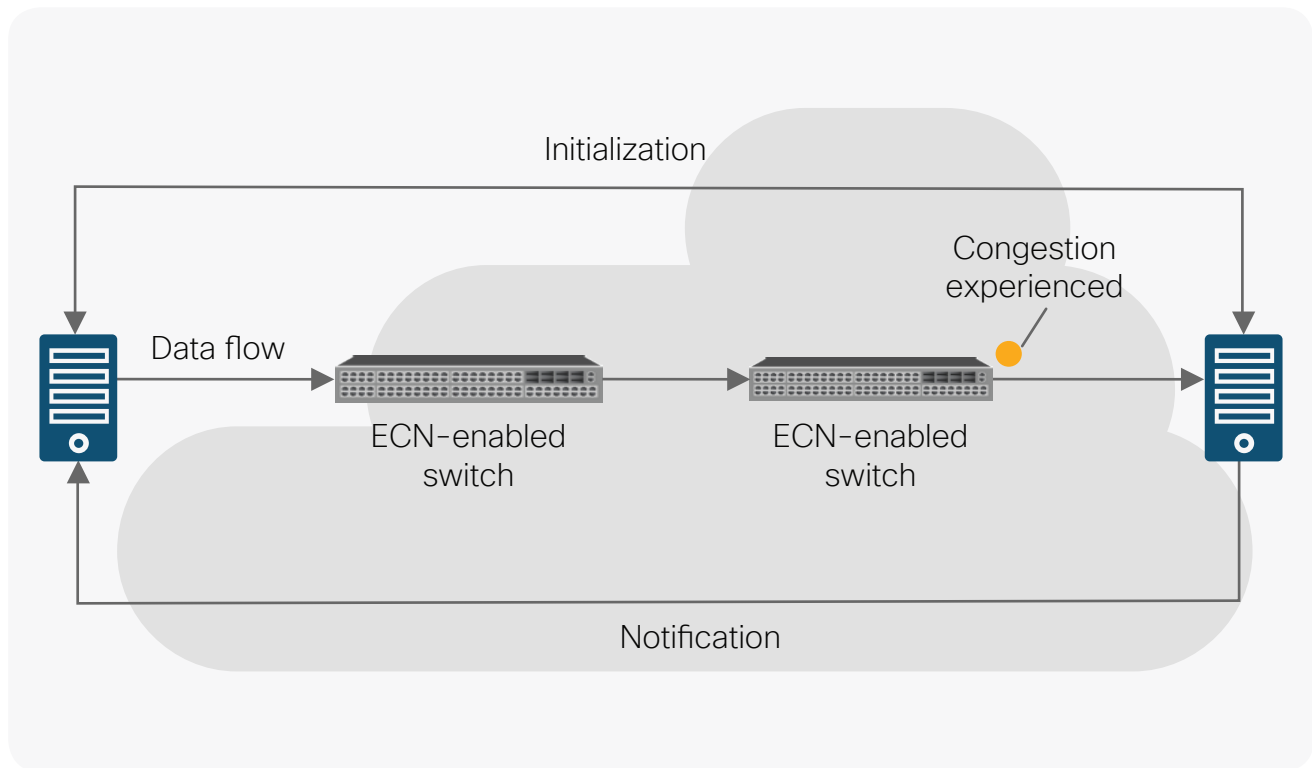 Initialization
Congestion
experienced
Data flow
ECN-enabled
switch
ECN-enabled
switch
Notification